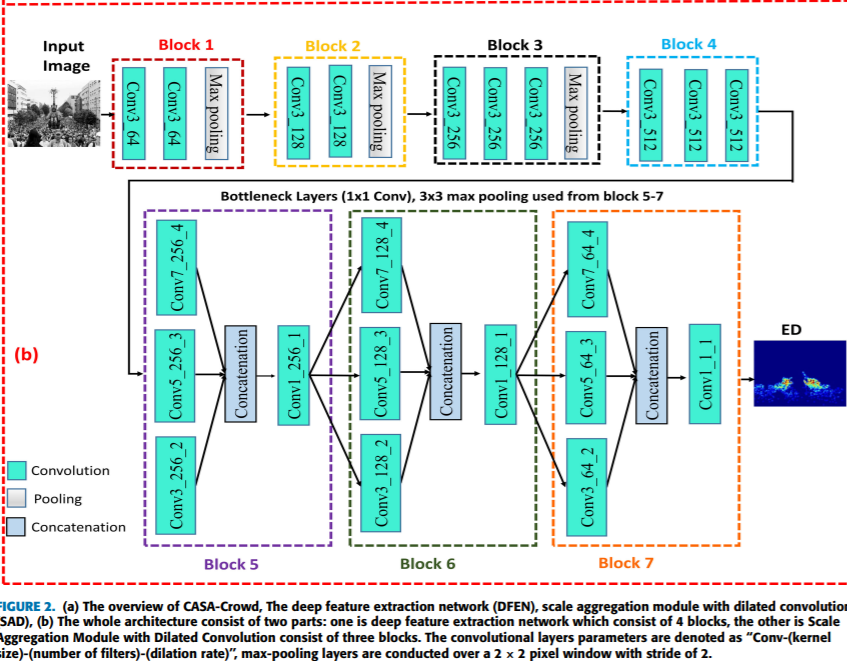 Input
Image
Block 1
Block 2
Block 3
Block 4
Conv3_64
Conv3_64
Max pooling
Conv3_128
Conv3_128
Max pooling
Conv3_256
Conv3_256
Conv3_256
Max pooling
Conv3_512
Conv3_512
Conv3_512
Bottleneck Layers (1x1 Conv), 3x3 max pooling used from block 5-7
(b)
Conv7_256_4
Conv5_256_3
Conv3_256_2
Concatenation
Conv1_256_1
Conv7_128_4
Conv5_128_3
Conv3_128_2
Concatenation
Conv1_128_1
Conv7_64_4
Conv5_64_3
Conv3_64_2
Concatenation
Conv1_1_1
ED
Convolution
Pooling
Concatenation
Block 5
Block 6
Block 7
FIGURE 2. (a) The overview of CASA-Crowd, The deep feature extraction network (DFEN), scale aggregation module with dilated convolution
(SAD), (b) The whole architecture consist of two parts: one is deep feature extraction network which consist of 4 blocks, the other is Scale
Aggregation Module with Dilated Convolution consist of three blocks. The convolutional layers parameters are denoted as “Conv-(kernel
size)-(number of filters)-(dilation rate)”, max-pooling layers are conducted over a 2 × 2 pixel window with stride of 2.